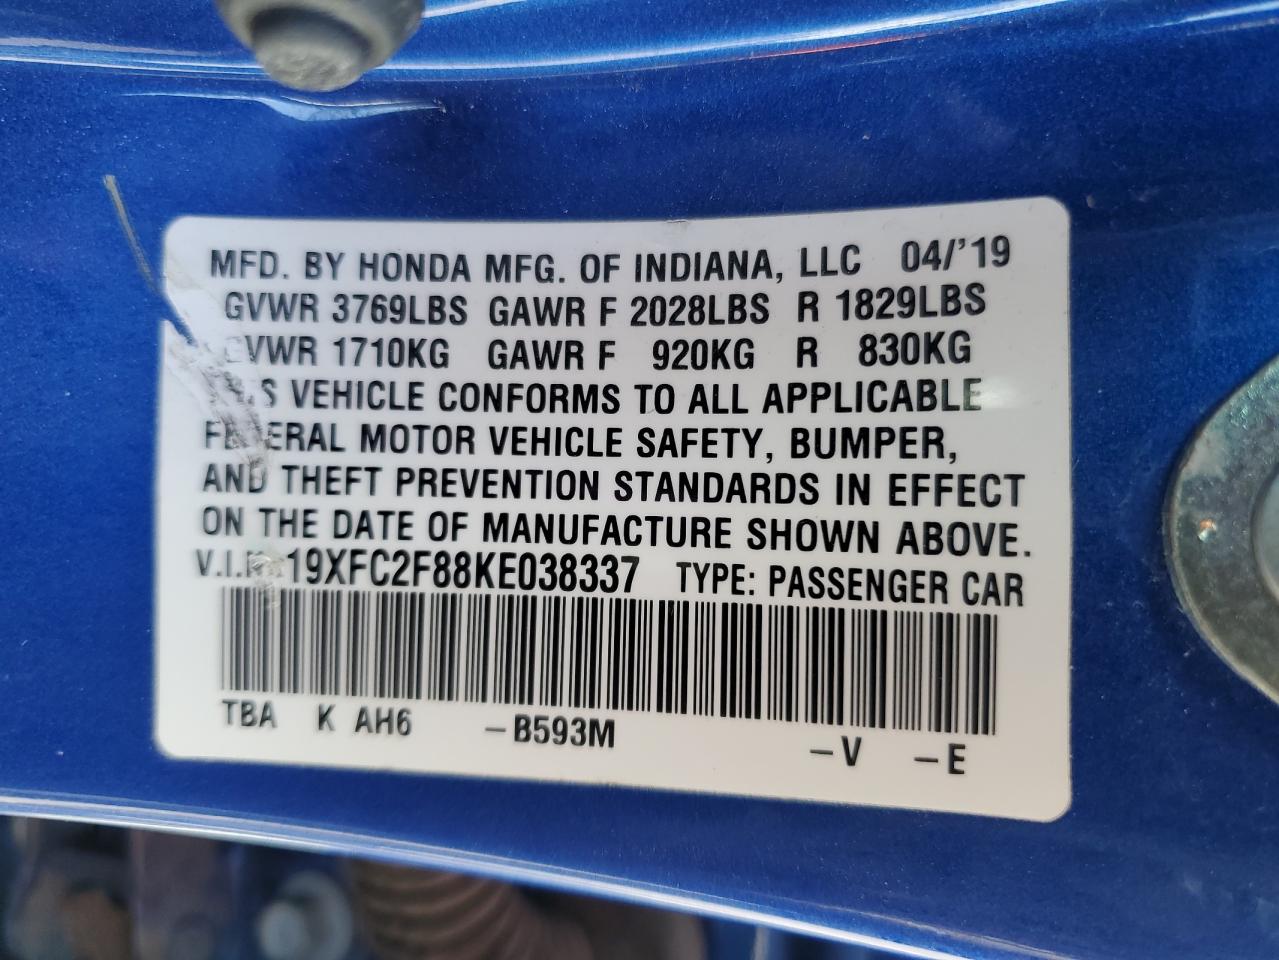 MFD. BY HONDA MFG. OF INDIANA, LLC 04/'19
GVWR 3769LBS GAWR F 2028LBS R 1829LBS
GVWR 1710KG GAWR F 920KG R 830KG
THIS VEHICLE CONFORMS TO ALL APPLICABLE
FEDERAL MOTOR VEHICLE SAFETY, BUMPER,
AND THEFT PREVENTION STANDARDS IN EFFECT
ON THE DATE OF MANUFACTURE SHOWN ABOVE.
V.I.N. 19XFC2F88KE038337 TYPE: PASSENGER CAR
TBA K AH6 –B593M –V –E